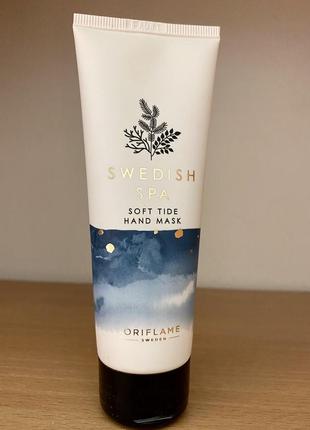 SWEDISH
SPA
SOFT TIDE
HAND MASK
ORIFLAME
SWEDEN